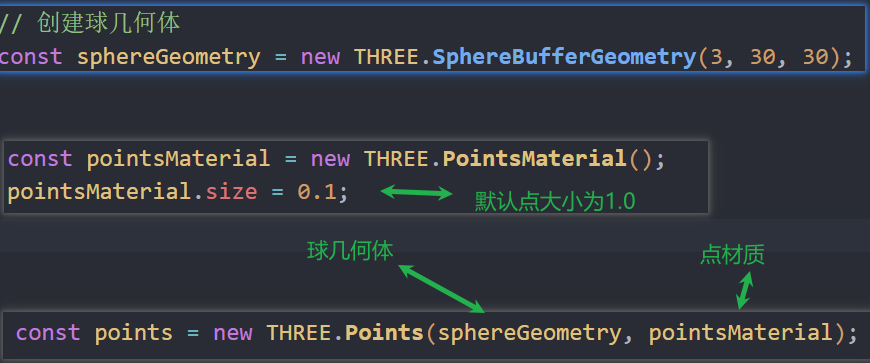 // 创建球几何体
const sphereGeometry = new THREE.SphereBufferGeometry(3, 30, 30);
const pointsMaterial = new THREE.PointsMaterial();
pointsMaterial.size = 0.1;
默认点大小为1.0
球几何体
点材质
const points = new THREE.Points(sphereGeometry, pointsMaterial);